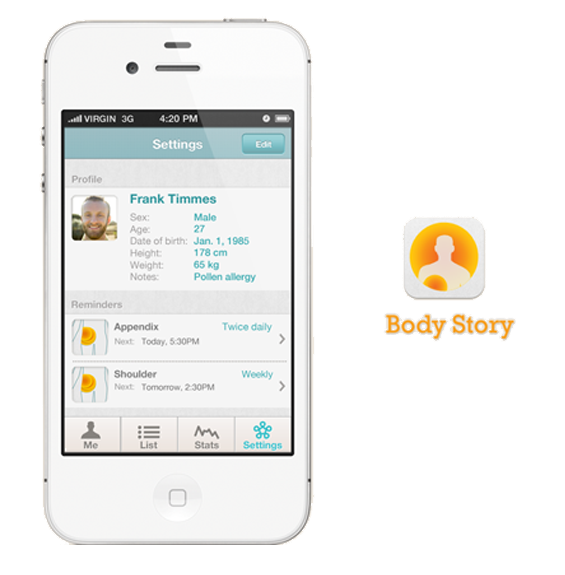 VIRGIN 3G 4:20 PM
Settings Edit
Profile
Frank Timmes
Sex: Male
Age: 27
Date of birth: Jan. 1, 1985
Height: 178 cm
Weight: 65 kg
Notes: Pollen allergy
Reminders
Appendix Twice daily
Next: Today, 5:30PM
Shoulder Weekly
Next: Tomorrow, 2:30PM
Me List Stats Settings
Body Story